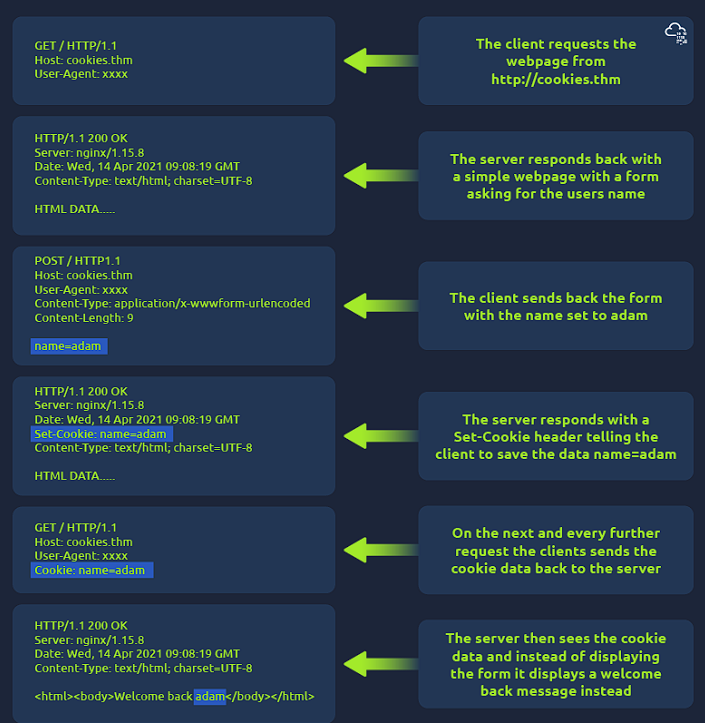 GET / HTTP/1.1
Host: cookies.thm
User-Agent: xxxx
The client requests the
webpage from
http://cookies.thm
HTTP/1.1 200 OK
Server: nginx/1.15.8
Date: Wed, 14 Apr 2021 09:08:19 GMT
Content-Type: text/html; charset=UTF-8
HTML DATA.....
The server responds back with
a simple webpage with a form
asking for the users name
POST / HTTP1.1
Host: cookies.thm
User-Agent: xxxx
Content-Type: application/x-wwwform-urlencoded
Content-Length: 9
name=adam
The client sends back the form
with the name set to adam
HTTP/1.1 200 OK
Server: nginx/1.15.8
Date: Wed, 14 Apr 2021 09:08:19 GMT
Set-Cookie: name=adam
Content-Type: text/html; charset=UTF-8
HTML DATA.....
The server responds with a
Set-Cookie header telling the
client to save the data name=adam
GET / HTTP/1.1
Host: cookies.thm
User-Agent: xxxx
Cookie: name=adam
On the next and every further
request the clients sends the
cookie data back to the server
HTTP/1.1 200 OK
Server: nginx/1.15.8
Date: Wed, 14 Apr 2021 09:08:19 GMT
Content-Type: text/html; charset=UTF-8
<html><body>Welcome back adam</body></html>
The server then sees the cookie
data and instead of displaying
the form it displays a welcome
back message instead